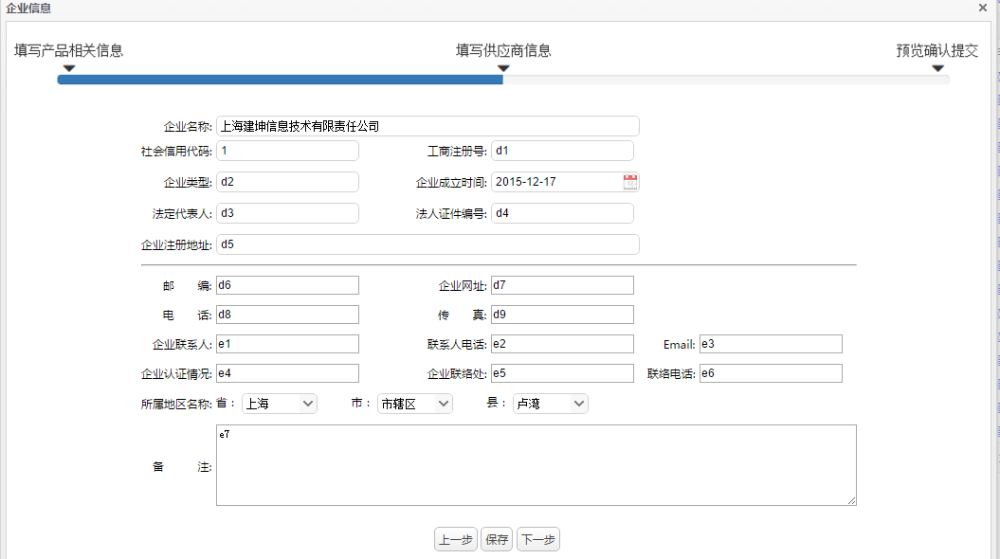 企业信息 ×
填写产品相关信息 填写供应商信息 预览确认提交
企业名称: 上海建坤信息技术有限责任公司
社会信用代码: 1 工商注册号: d1
企业类型: d2 企业成立时间: 2015-12-17
法定代表人: d3 法人证件编号: d4
企业注册地址: d5
邮 编: d6 企业网址: d7
电 话: d8 传 真: d9
企业联系人: e1 联系人电话: e2 Email: e3
企业认证情况: e4 企业联络处: e5 联络电话: e6
所属地区名称: 省： 上海 市： 市辖区 县： 卢湾
备 注: e7
上一步 保存 下一步